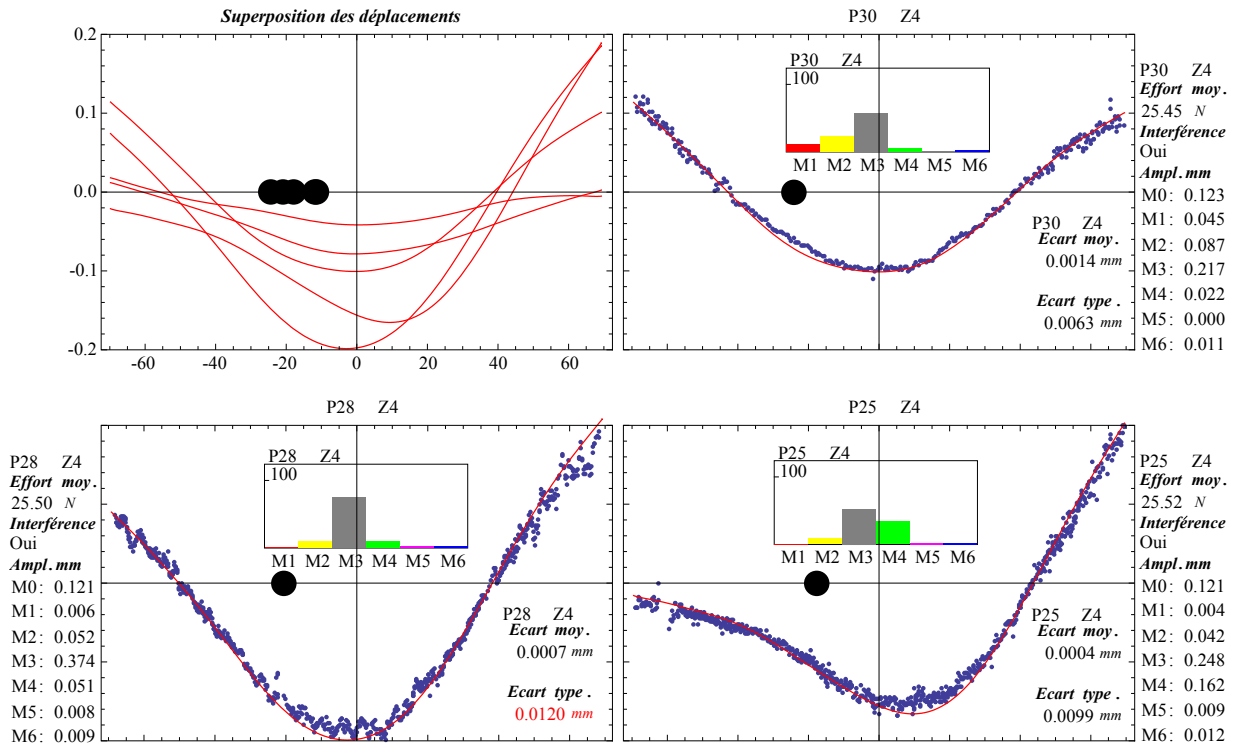 Superposition des déplacements
0.2
0.1
0.0
-0.1
-0.2
-60 -40 -20 0 20 40 60
P30 Z4
P30 Z4
100
M1 M2 M3 M4 M5 M6
P30 Z4
Ecart moy.
0.0014 mm
Ecart type.
0.0063 mm
P30 Z4
Effort moy.
25.45 N
Interférence
Oui
Ampl.mm
M0: 0.123
M1: 0.045
M2: 0.087
M3: 0.217
M4: 0.022
M5: 0.000
M6: 0.011
P28 Z4
P28 Z4
Effort moy.
25.50 N
Interférence
Oui
Ampl.mm
M0: 0.121
M1: 0.006
M2: 0.052
M3: 0.374
M4: 0.051
M5: 0.008
M6: 0.009
P28 Z4
100
M1 M2 M3 M4 M5 M6
P28 Z4
Ecart moy.
0.0007 mm
Ecart type.
0.0120 mm
P25 Z4
P25 Z4
100
M1 M2 M3 M4 M5 M6
P25 Z4
Ecart moy.
0.0004 mm
Ecart type.
0.0099 mm
P25 Z4
Effort moy.
25.52 N
Interférence
Oui
Ampl.mm
M0: 0.121
M1: 0.004
M2: 0.042
M3: 0.248
M4: 0.162
M5: 0.009
M6: 0.012